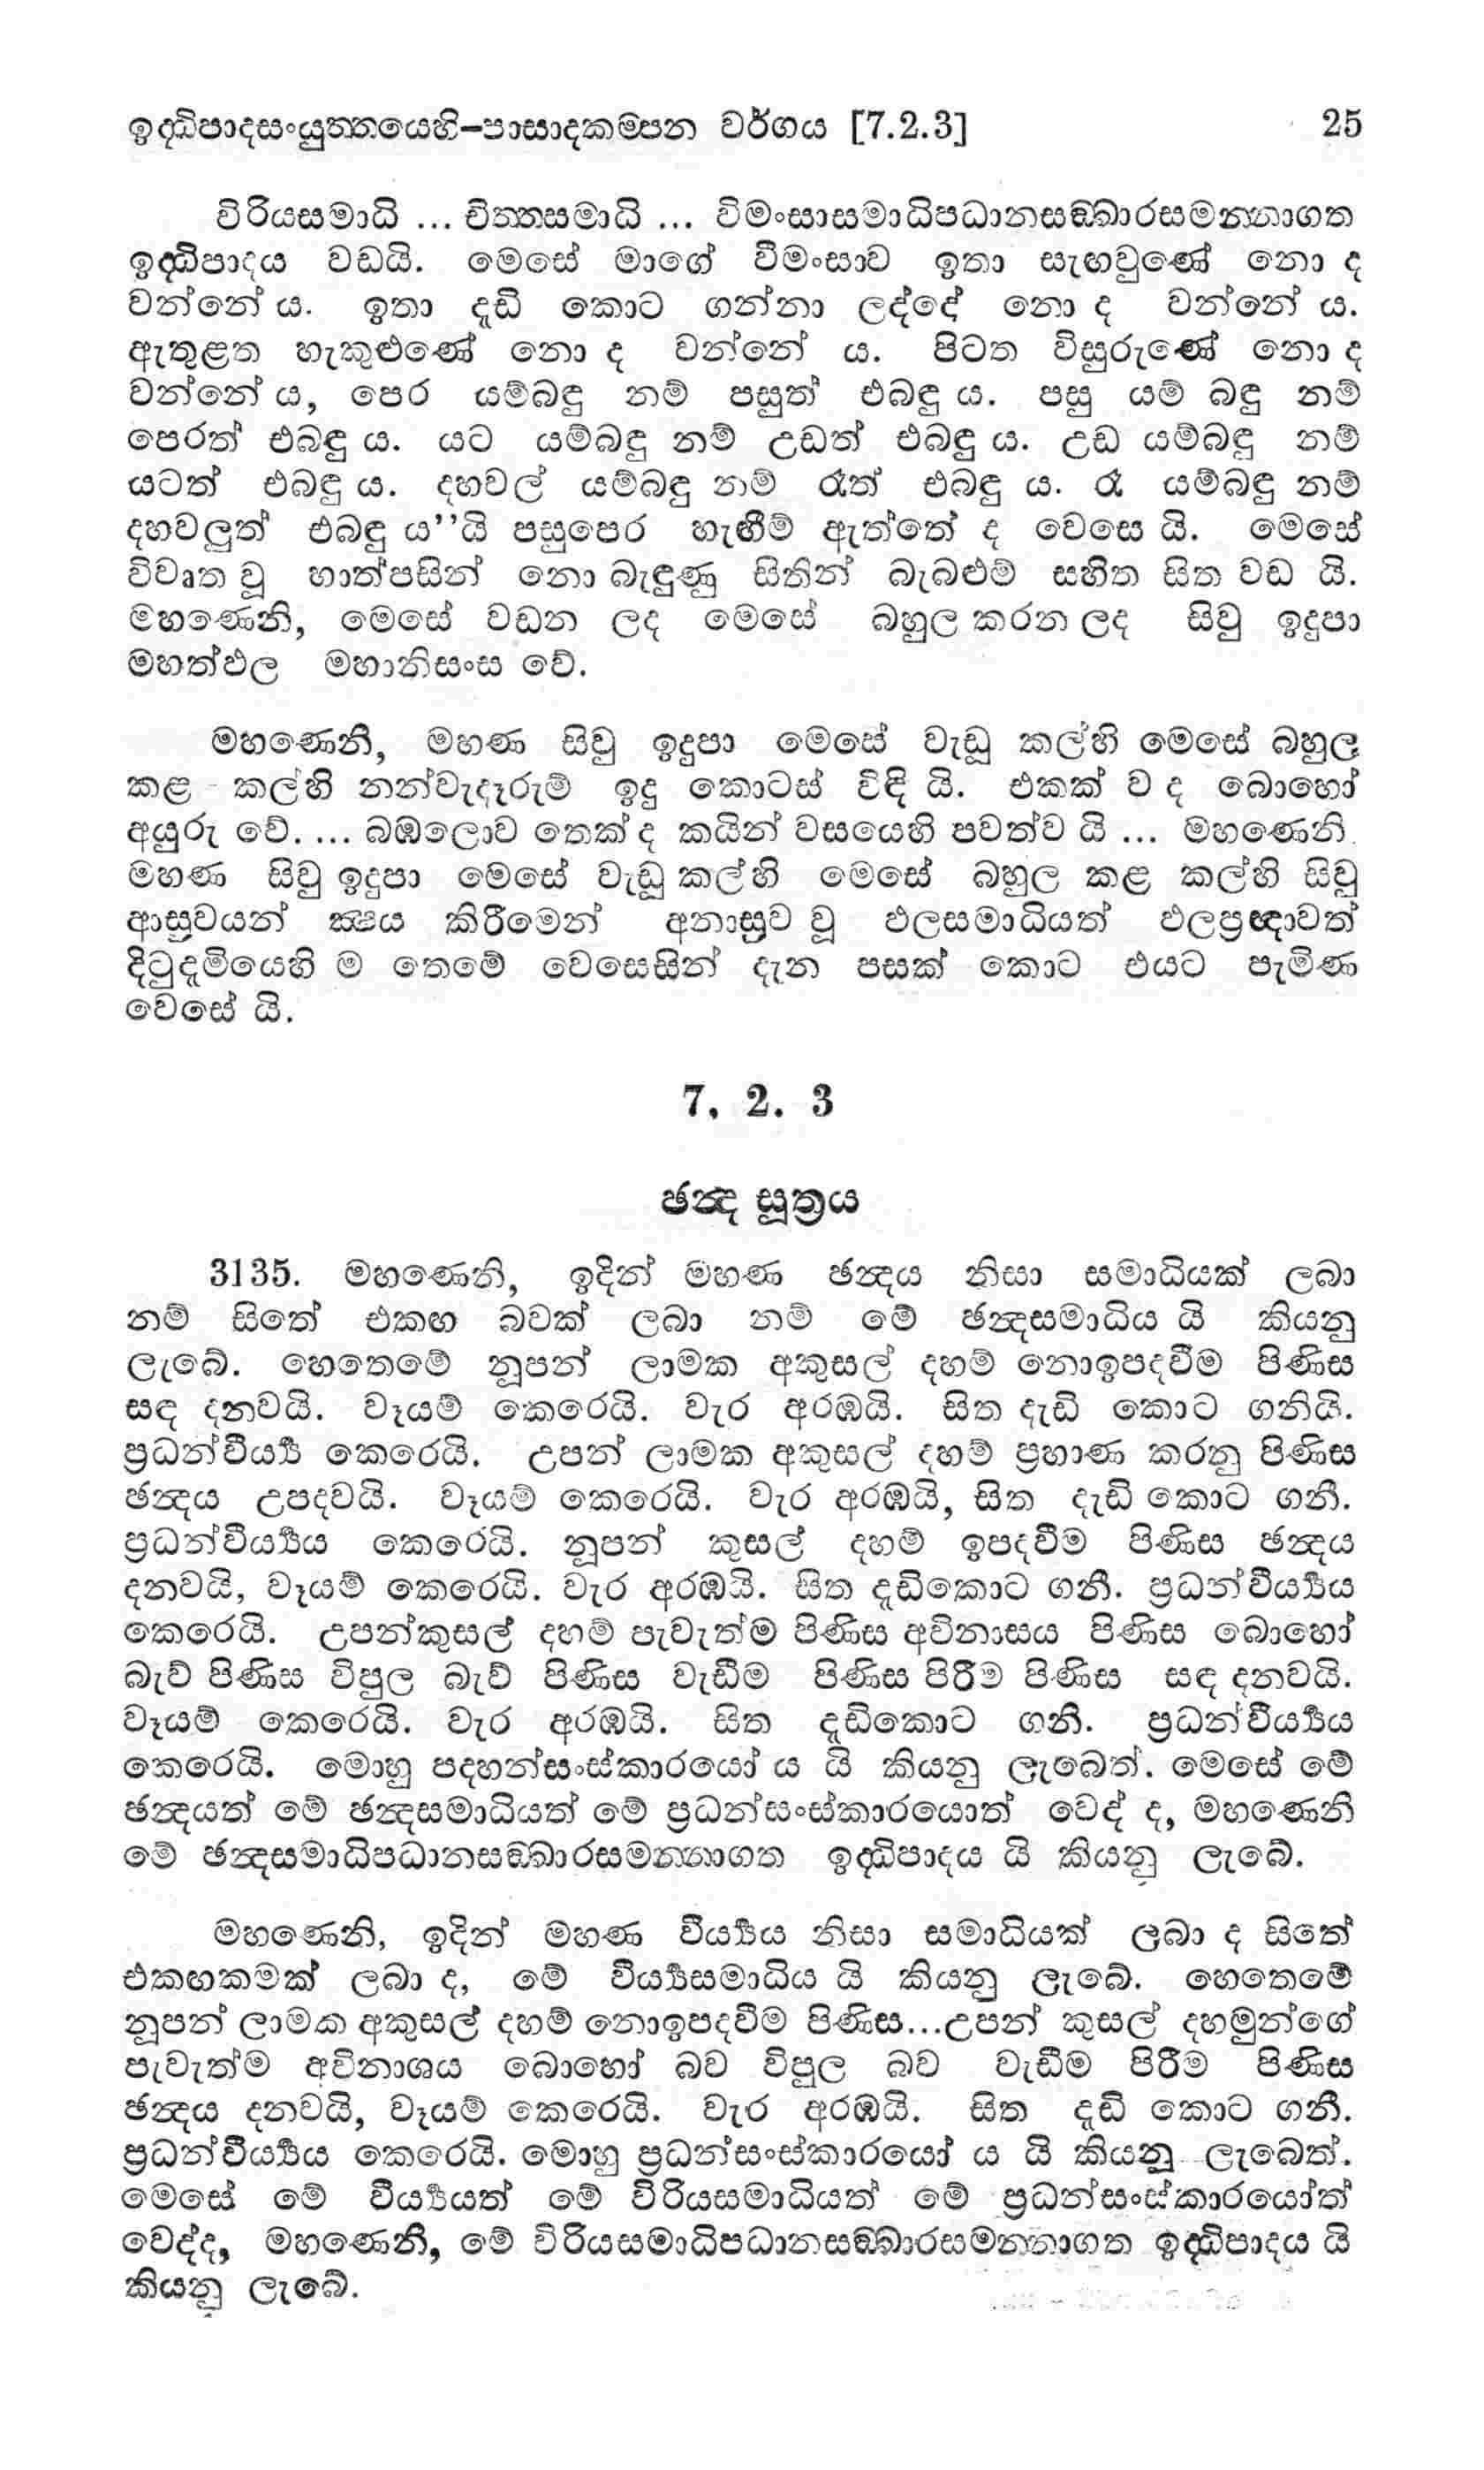 ඉද්ධිපාදසංයුත්තයෙහි–පාසාදකම්පන වර්ගය [7.2.3] 25
විරියසමාධි ... චිත්තසමාධි ... විමංසාසමාධිපධානසඞ්ඛාරසමන්නාගත
ඉද්ධිපාදය වඩයි. මෙසේ මාගේ වීමංසාව ඉතා සැඟවුණේ නො ද
වන්නේ ය. ඉතා දැඩි කොට ගන්නා ලද්දේ නො ද වන්නේ ය.
ඇතුළත හැකුළුණේ නො ද වන්නේ ය. පිටත විසුරුණේ නො ද
වන්නේ ය, පෙර යම්බඳු නම් පසුත් එබඳු ය. පසු යම් බඳු නම්
පෙරත් එබඳු ය. යට යම්බඳු නම් උඩත් එබඳු ය. උඩ යම්බඳු නම්
යටත් එබඳු ය. දහවල් යම්බඳු නම් රෑත් එබඳු ය. රෑ යම්බඳු නම්
දහවලුත් එබඳු ය’’යි පසුපෙර හැඟීම් ඇත්තේ ද වෙසෙ යි. මෙසේ
විවෘත වූ හාත්පසින් නො බැඳුණු සිතින් බැබළුම් සහිත සිත වඩ යි.
මහණෙනි, මෙසේ වඩන ලද මෙසේ බහුල කරන ලද සිවු ඉදුපා
මහත්ඵල මහානිසංස වේ.
මහණෙනි, මහණ සිවු ඉදුපා මෙසේ වැඩූ කල්හි මෙසේ බහුල
කළ කල්හි නන්වැදෑරුම් ඉදු කොටස් විඳි යි. එකක් ව ද බොහෝ
අයුරු වේ. ... බඹලොව තෙක් ද කයින් වසයෙහි පවත්ව යි ... මහණෙනි.
මහණ සිවු ඉදුපා මෙසේ වැඩූ කල්හි මෙසේ බහුල කළ කල්හි සිවු
ආස්‍රවයන් ක්‍ෂය කිරීමෙන් අනාස්‍රව වූ ඵලසමාධියත් ඵලප්‍රඥාවත්
දිටුදැමියෙහි ම තෙමේ වෙසෙසින් දැන පසක් කොට එයට පැමිණ
වෙසේ යි.
7, 2. 3
ඡන්ද සූත්‍රය
3135. මහණෙනි, ඉදින් මහණ ඡන්දය නිසා සමාධියක් ලබා
නම් සිතේ එකඟ බවක් ලබා නම් මේ ඡන්දසමාධිය යි කියනු
ලැබේ. හෙතෙමේ නූපන් ලාමක අකුසල් දහම් නොඉපදවීම පිණිස
සඳ දනවයි. වෑයම් කෙරෙයි. වැර අරඹයි. සිත දැඩි කොට ගනියි.
ප්‍රධන්වීර්‍ය්‍ය කෙරෙයි. උපන් ලාමක අකුසල් දහම් ප්‍රහාණ කරනු පිණිස
ඡන්දය උපදවයි. වෑයම් කෙරෙයි. වැර අරඹයි, සිත දැඩි කොට ගනී.
ප්‍රධන්වීර්‍ය්‍යය කෙරෙයි. නූපන් කුසල් දහම් ඉපදවීම පිණිස ඡන්දය
දනවයි, වෑයම් කෙරෙයි. වැර අරඹයි. සිත දැඩිකොට ගනී. ප්‍රධන්වීර්‍ය්‍යය
කෙරෙයි. උපන්කුසල් දහම් පැවැත්ම පිණිස අවිනාසය පිණිස බොහෝ
බැව් පිණිස විපුල බැව් පිණිස වැඩීම පිණිස පිරීම පිණිස සඳ දනවයි.
වෑයම් කෙරෙයි. වැර අරඹයි. සිත දැඩිකොට ගනී. ප්‍රධන්වීර්‍ය්‍යය
කෙරෙයි. මොහු පදහන්සංස්කාරයෝ ය යි කියනු ලැබෙත්. මෙසේ මේ
ඡන්දයත් මේ ඡන්දසමාධියත් මේ ප්‍රධන්සංස්කාරයොත් වෙද් ද, මහණෙනි
මේ ඡන්දසමාධිපධානසඞ්ඛාරසමන්නාගත ඉද්ධිපාදය යි කියනු ලැබේ.
මහණෙනි, ඉදින් මහණ වීර්‍ය්‍යය නිසා සමාධියක් ලබා ද සිතේ
එකඟකමක් ලබා ද, මේ වීර්‍ය්‍යසමාධිය යි කියනු ලැබේ. හෙතෙමේ
නූපන් ලාමක අකුසල් දහම් නොඉපදවීම පිණිස...උපන් කුසල් දහමුන්ගේ
පැවැත්ම අවිනාශය බොහෝ බව විපුල බව වැඩීම පිරීම පිණිස
ඡන්දය දනවයි, වෑයම් කෙරෙයි. වැර අරඹයි. සිත දැඩි කොට ගනී.
ප්‍රධන්වීර්‍ය්‍යය කෙරෙයි. මොහු ප්‍රධන්සංස්කාරයෝ ය යි කියනු ලැබෙත්.
මෙසේ මේ වීර්‍ය්‍යයත් මේ විරියසමාධියත් මේ ප්‍රධන්සංස්කාරයෝත්
වෙද්ද, මහණෙනි, මේ විරියසමාධිපධානසඞ්ඛාරසමන්නාගත ඉද්ධිපාදය යි
කියනු ලැබේ.